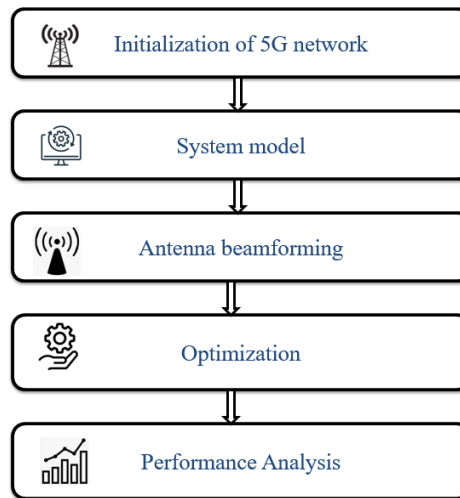 Initialization of 5G network
System model
Antenna beamforming
Optimization
Performance Analysis